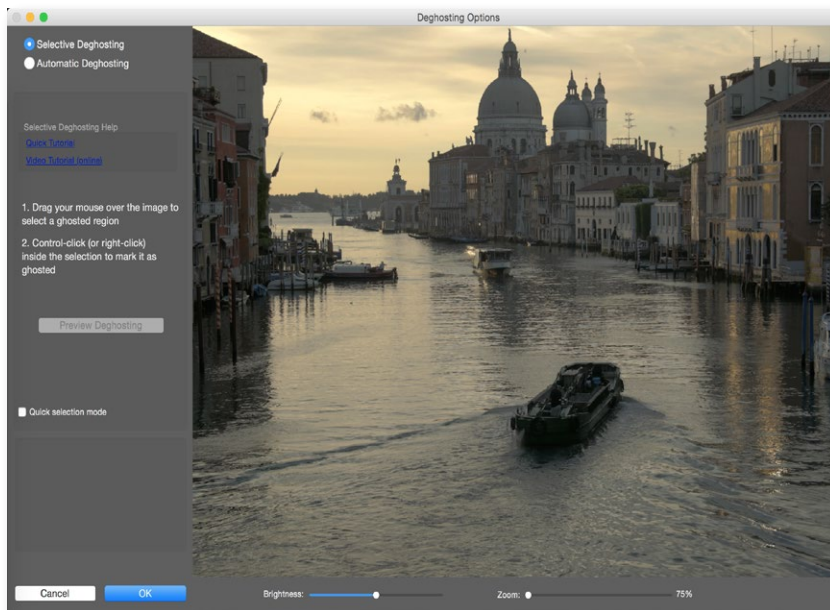 Deghosting Options
Selective Deghosting
Automatic Deghosting
Selective Deghosting Help
Quick Tutorial
Video Tutorial (online)
1. Drag your mouse over the image to
select a ghosted region
2. Control-click (or right-click)
inside the selection to mark it as
ghosted
Preview Deghosting
Quick selection mode
Cancel
OK
Brightness:
Zoom:
75%